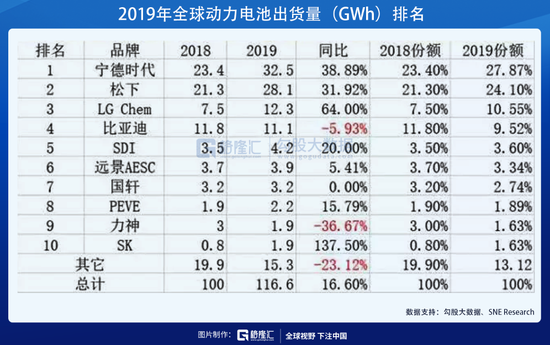 2019年全球动力电池出货量（GWh）排名
排名 品牌 2018 2019 同比 2018份额 2019份额
1 宁德时代 23.4 32.5 38.89% 23.40% 27.87%
2 松下 21.3 28.1 31.92% 21.30% 24.10%
3 LG Chem 7.5 12.3 64.00% 7.50% 10.55%
4 比亚迪 11.8 11.1 -5.93% 11.80% 9.52%
5 SDI 3.5 4.2 20.00% 3.50% 3.60%
6 远景AESC 3.7 3.9 5.41% 3.70% 3.34%
7 国轩 3.2 3.2 0.00 3.20% 2.74%
8 PEVE 1.9 2.2 15.79% 1.90% 1.89%
9 力神 3 1.9 -36.67% 3.00% 1.63%
10 SK 0.8 1.9 137.50% 0.80% 1.63%
其它 19.9 15.3 -23.12% 19.90% 13.12
总计 100 116.6 16.60% 100% 100%
格隆汇 勾股大数据
数据支持：勾股大数据、SNE Research
图片制作： 格隆汇 全球视野 下注中国